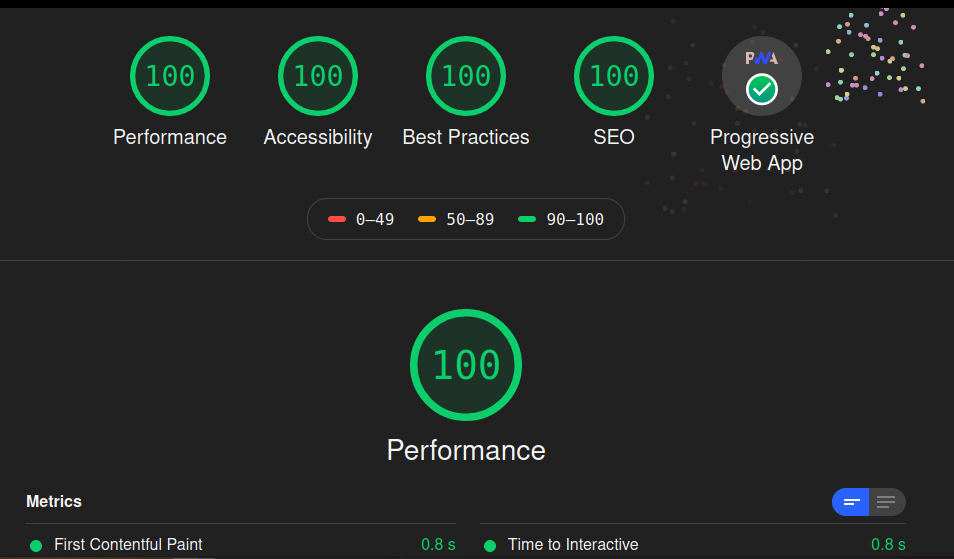 100 100 100 100 PWA
Performance Accessibility Best Practices SEO Progressive
Web App
0–49 50–89 90–100
100
Performance
Metrics
First Contentful Paint 0.8 s Time to Interactive 0.8 s